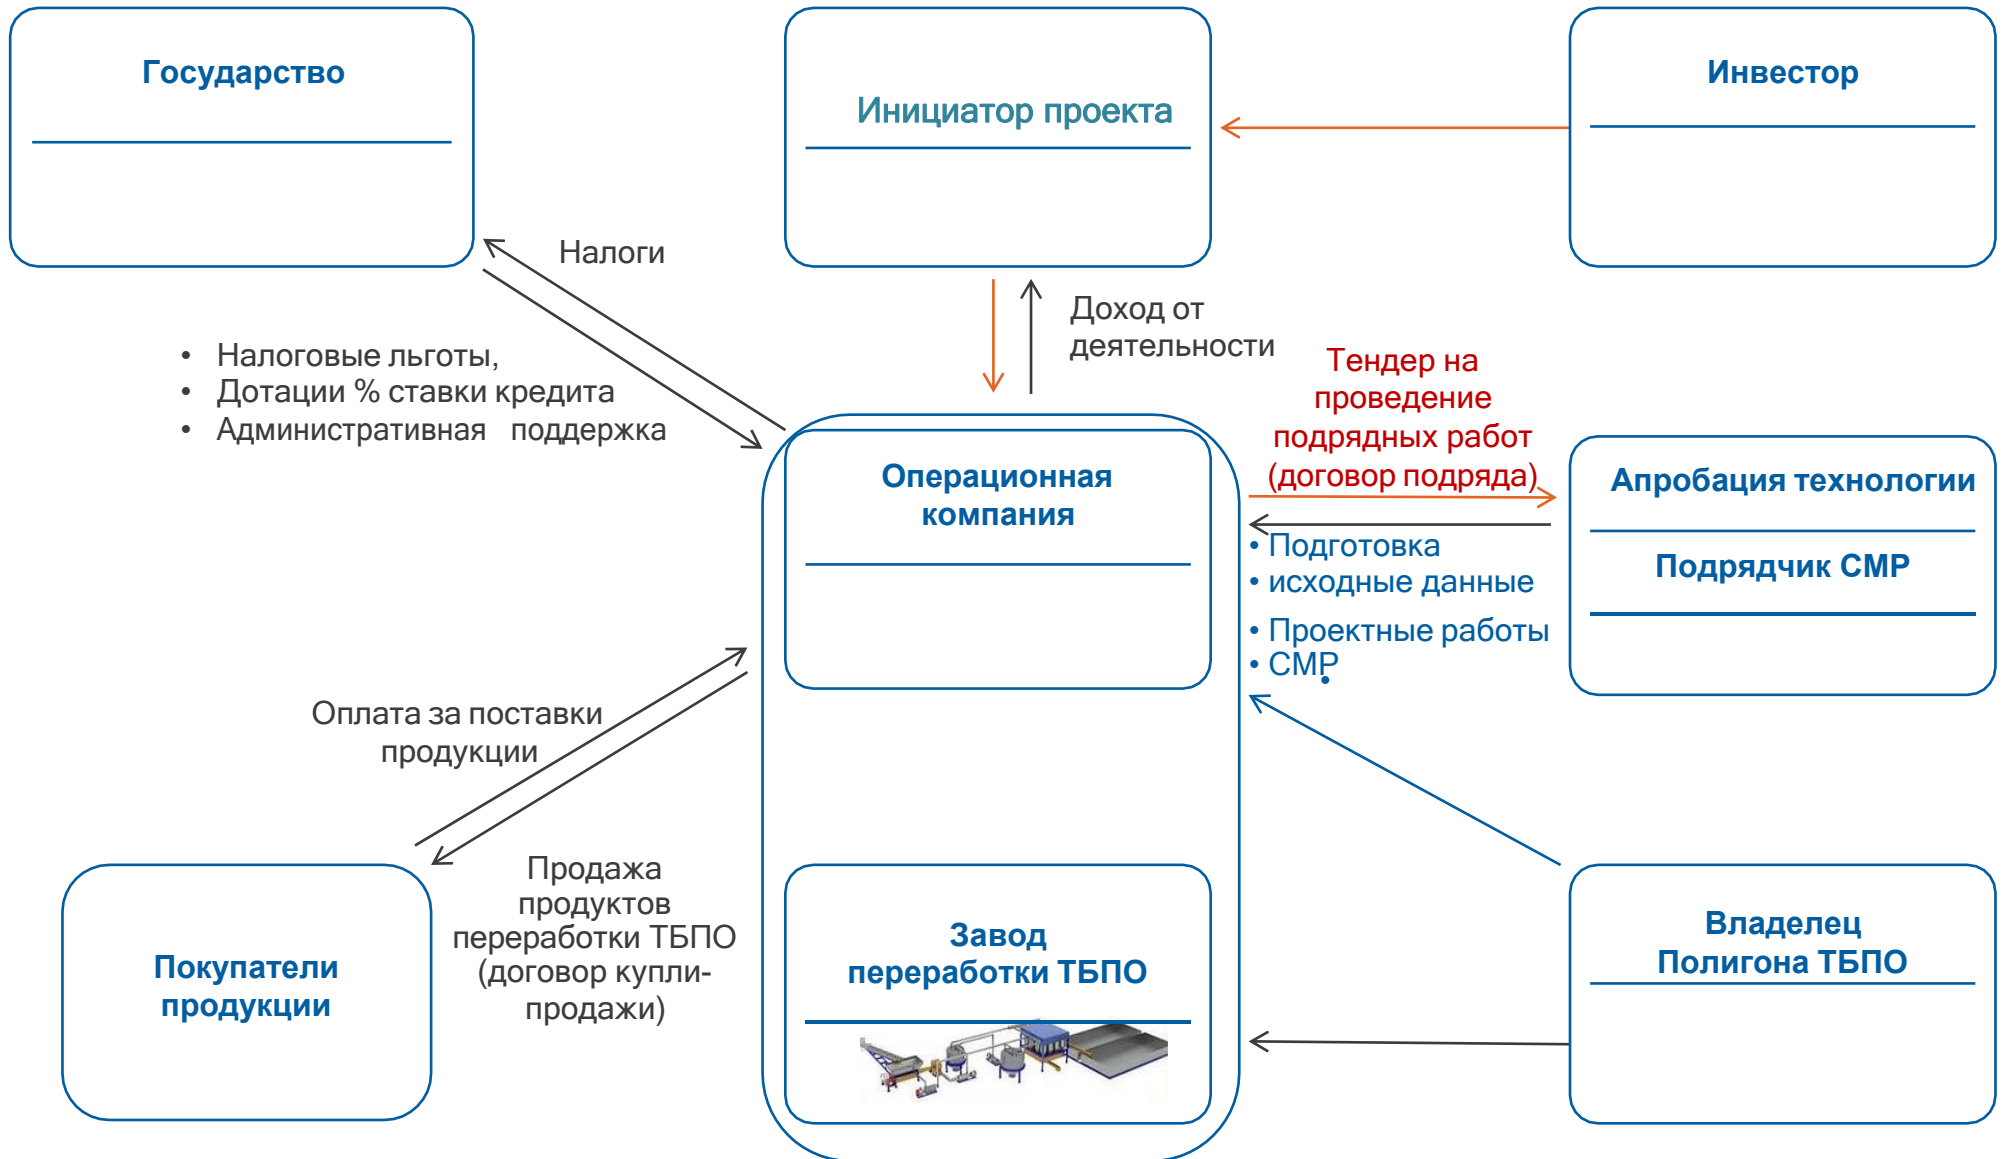 Государство
Инициатор проекта
Инвестор
Налоги
• Налоговые льготы,
• Дотации % ставки кредита
• Административная поддержка
Доход от
деятельности
Тендер на
проведение
подрядных работ
(договор подряда)
Операционная
компания
Апробация технологии
Подрядчик СМР
• Подготовка
• исходные данные
• Проектные работы
• СМР
•
Оплата за поставки
продукции
Продажа
продуктов
переработки ТБПО
(договор купли-
продажи)
Покупатели
продукции
Завод
переработки ТБПО
Владелец
Полигона ТБПО